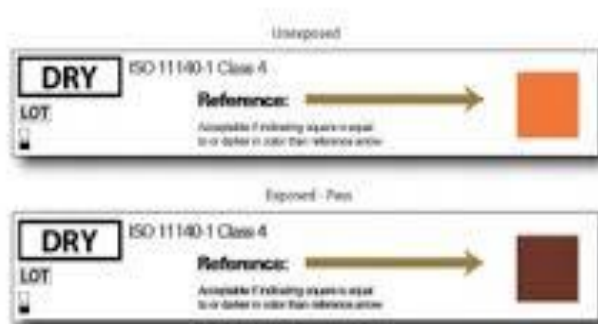 Unexposed
DRY
ISO 11140-1 Class 4
LOT
Reference:
Acceptable if indicating square is equal
to or darker in color than reference arrow
Exposed - Pass
DRY
ISO 11140-1 Class 4
LOT
Reference:
Acceptable if indicating square is equal
to or darker in color than reference arrow